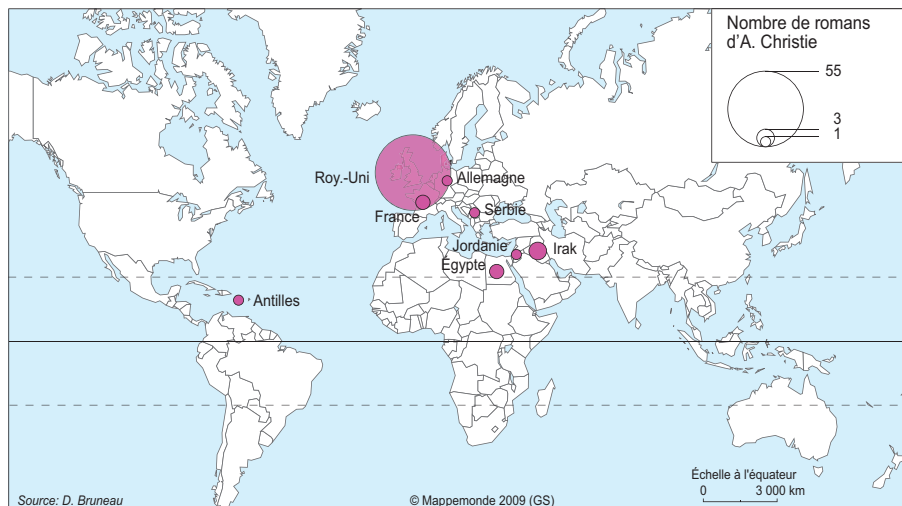 Nombre de romans
d'A. Christie
55
3
1
Roy.-Uni
Allemagne
France
Serbie
Jordanie
Irak
Égypte
Antilles
Échelle à l'équateur
0 3 000 km
Source: D. Bruneau
© Mappemonde 2009 (GS)